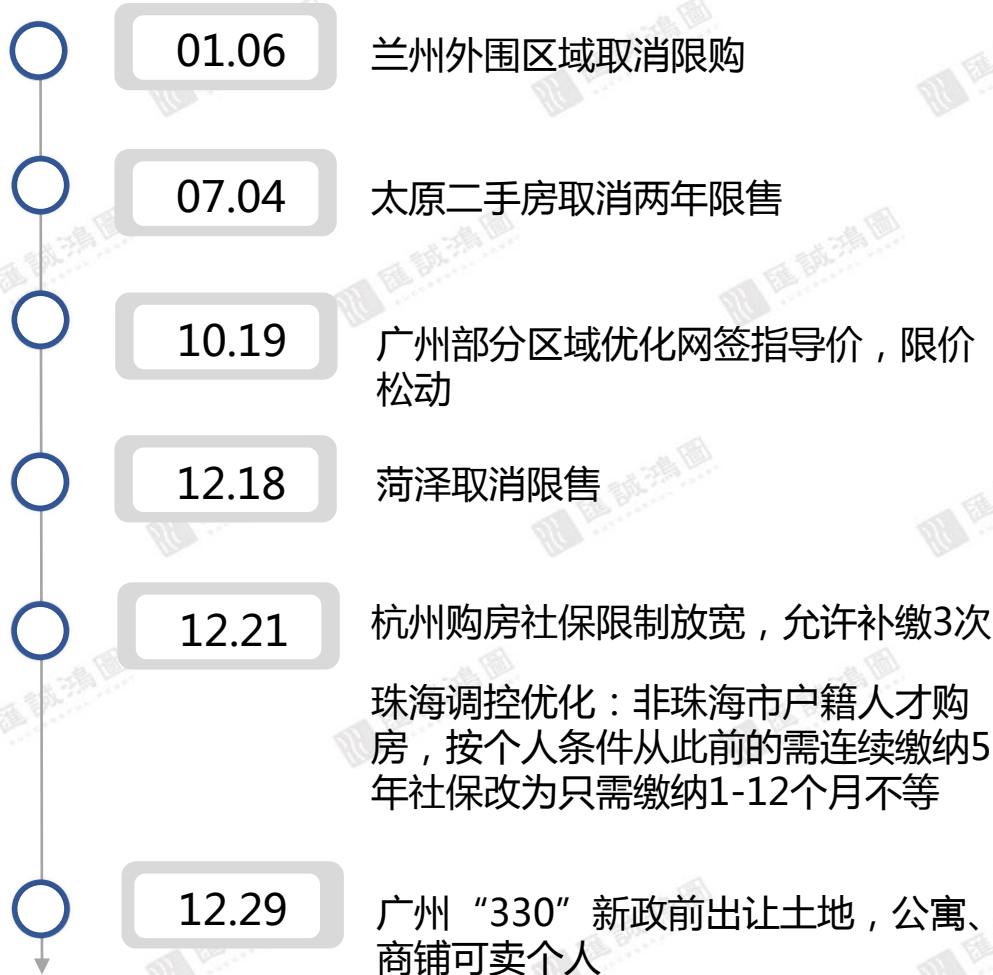 01.06
兰州外围区域取消限购
07.04
太原二手房取消两年限售
10.19
广州部分区域优化网签指导价，限价
松动
12.18
菏泽取消限售
12.21
杭州购房社保限制放宽，允许补缴3次
珠海调控优化：非珠海市户籍人才购
房，按个人条件从此前的需连续缴纳5
年社保改为只需缴纳1-12个月不等
12.29
广州“330”新政前出让土地，公寓、
商铺可卖个人
匯誠鴻圖